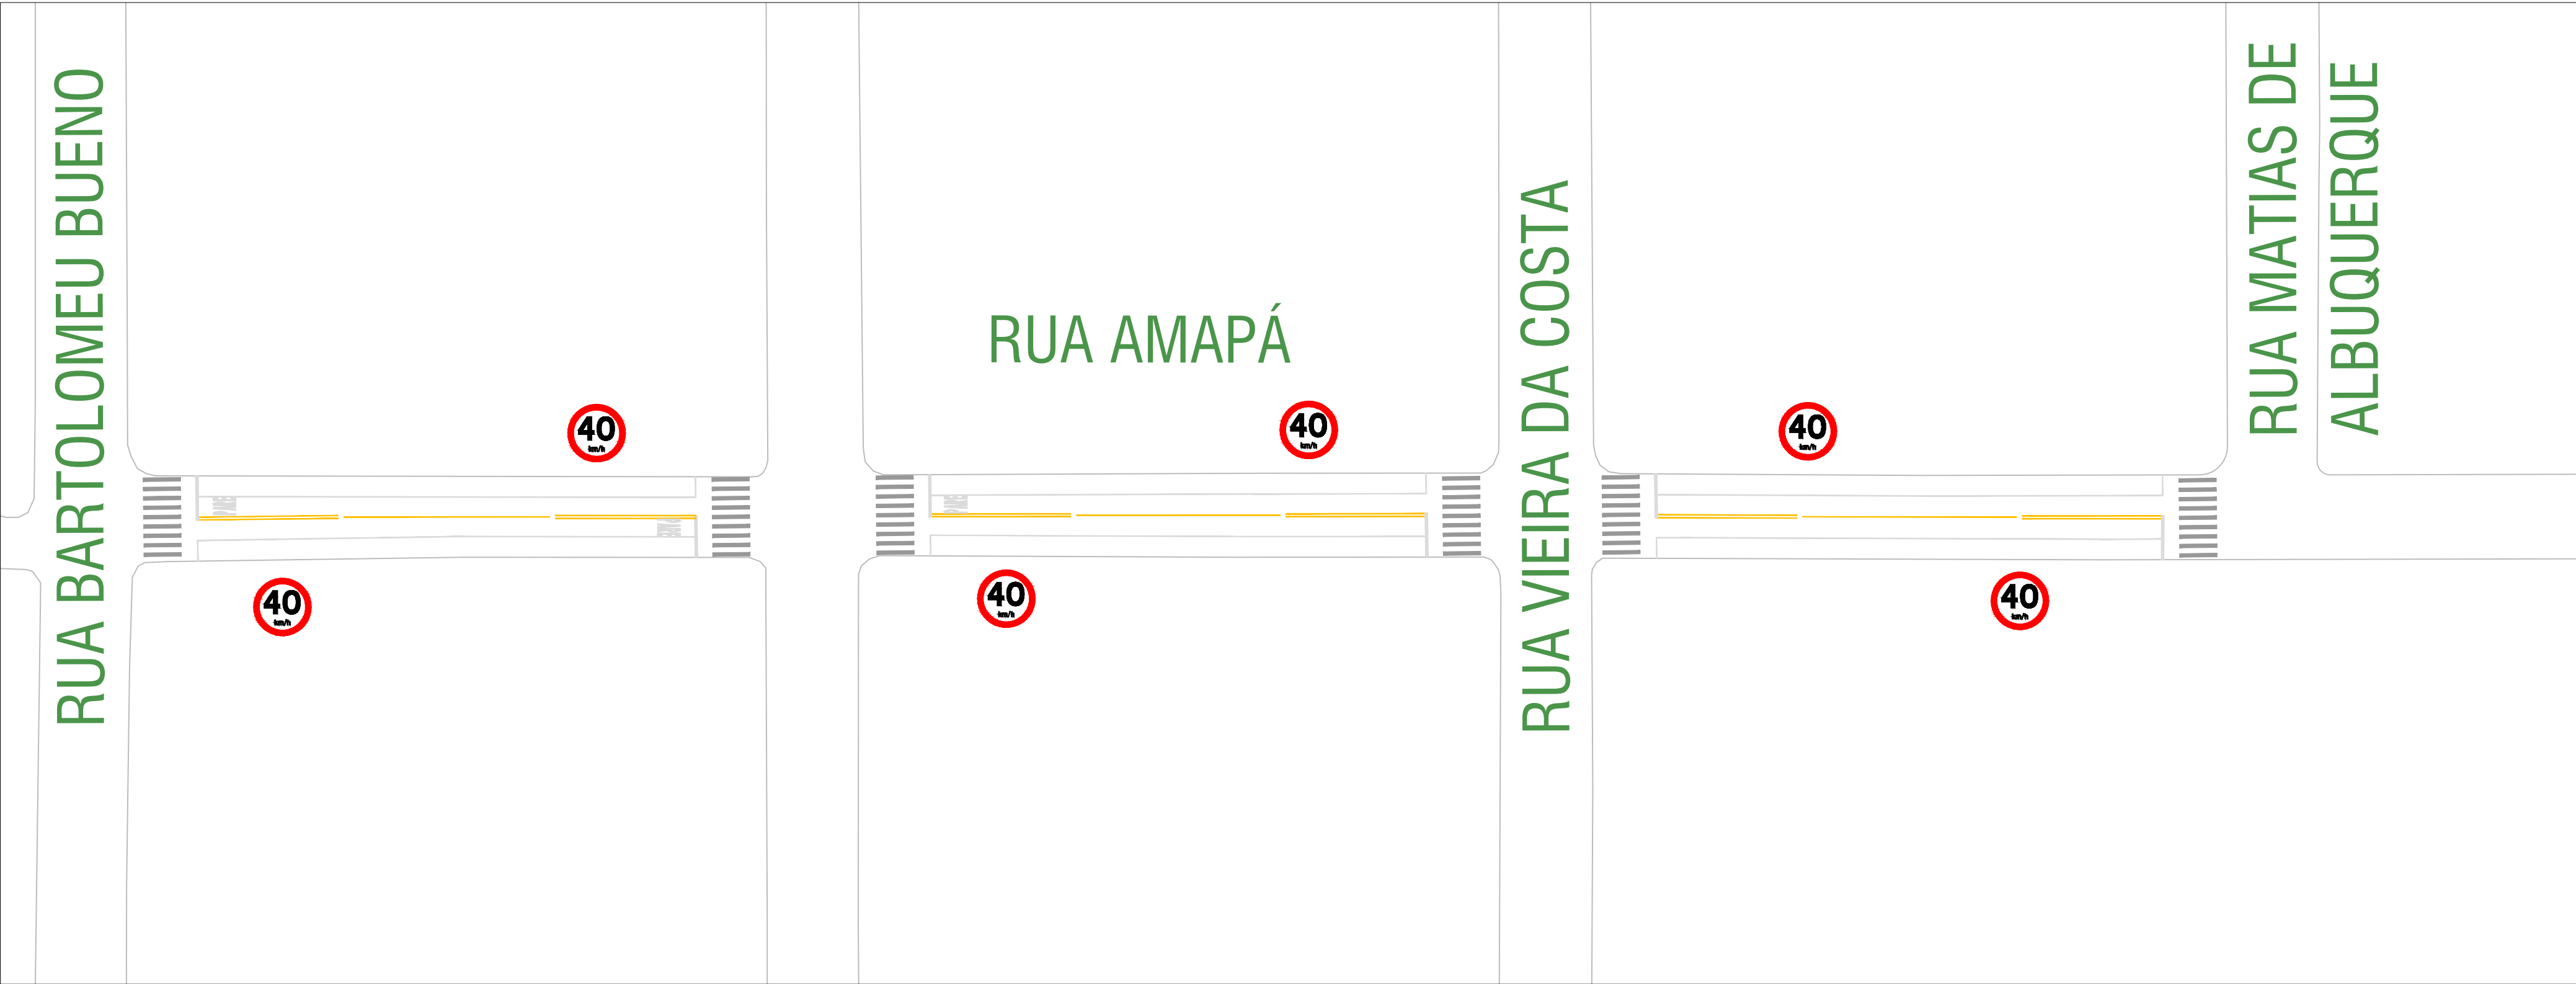 RUA BARTOLOMEU BUENO
RUA AMAPÁ
RUA VIEIRA DA COSTA
RUA MATIAS DE
ALBUQUERQUE
40
km/h
40
km/h
40
km/h
40
km/h
40
km/h
40
km/h